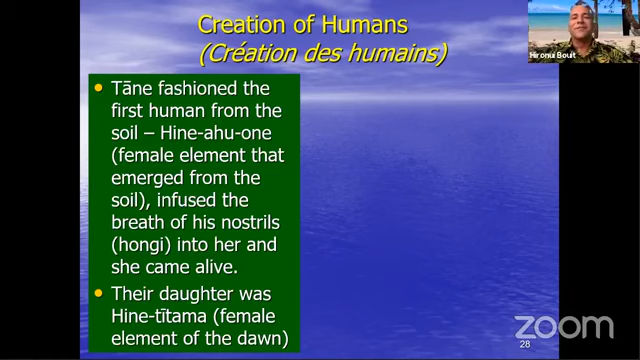 Creation of Humans
(Création des humains)
Hironui Bouit
• Tāne fashioned the
first human from the
soil – Hine-ahu-one
(female element that
emerged from the
soil), infused the
breath of his nostrils
(hongi) into her and
she came alive.
• Their daughter was
Hine-tītama (female
element of the dawn)
28
zoom